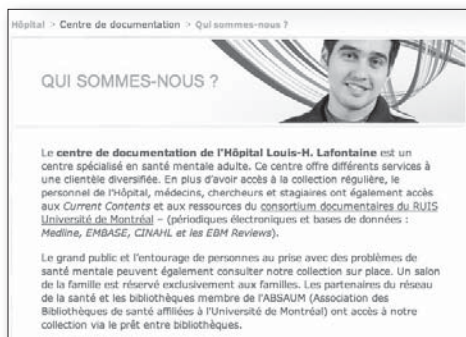 Hôpital > Centre de documentation > Qui sommes-nous ?
QUI SOMMES-NOUS ?
Le centre de documentation de l'Hôpital Louis-H. Lafontaine est un
centre spécialisé en santé mentale adulte. Ce centre offre différents services à
une clientèle diversifiée. En plus d'avoir accès à la collection régulière, le
personnel de l'Hôpital, médecins, chercheurs et stagiaires ont également accès
aux Current Contents et aux ressources du consortium documentaires du RUIS
Université de Montréal – (périodiques électroniques et bases de données :
Medline, EMBASE, CINAHL et les EBM Reviews).
Le grand public et l'entourage de personnes au prise avec des problèmes de
santé mentale peuvent également consulter notre collection sur place. Un salon
de la famille est réservé exclusivement aux familles. Les partenaires du réseau
de la santé et les bibliothèques membre de l'ABSAUM (Association des
Bibliothèques de santé affiliées à l'Université de Montréal) ont accès à notre
collection via le prêt entre bibliothèques.